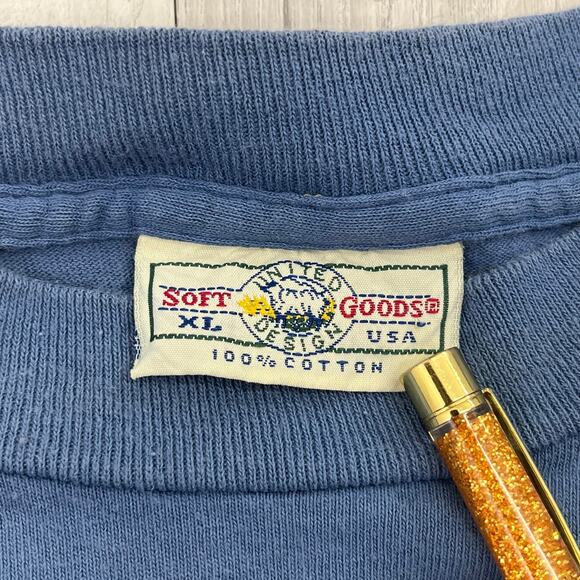 UNITED
SOFT GOODS®
XL USA
DESIGN
100% COTTON